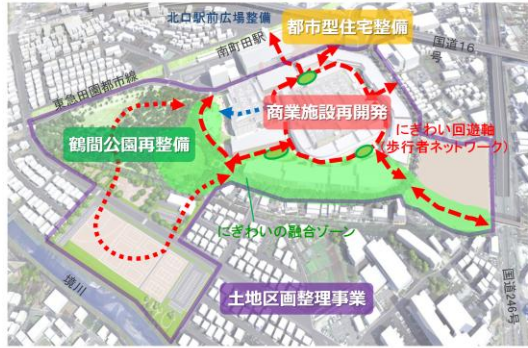 北口駅前広場整備
都市型住宅整備
南町田駅
国道16号
東急田園都市線
商業施設再開発
鶴間公園再整備
にぎわい回遊軸
(歩行者ネットワーク)
にぎわいの融合ゾーン
境川
土地区画整理事業
国道246号